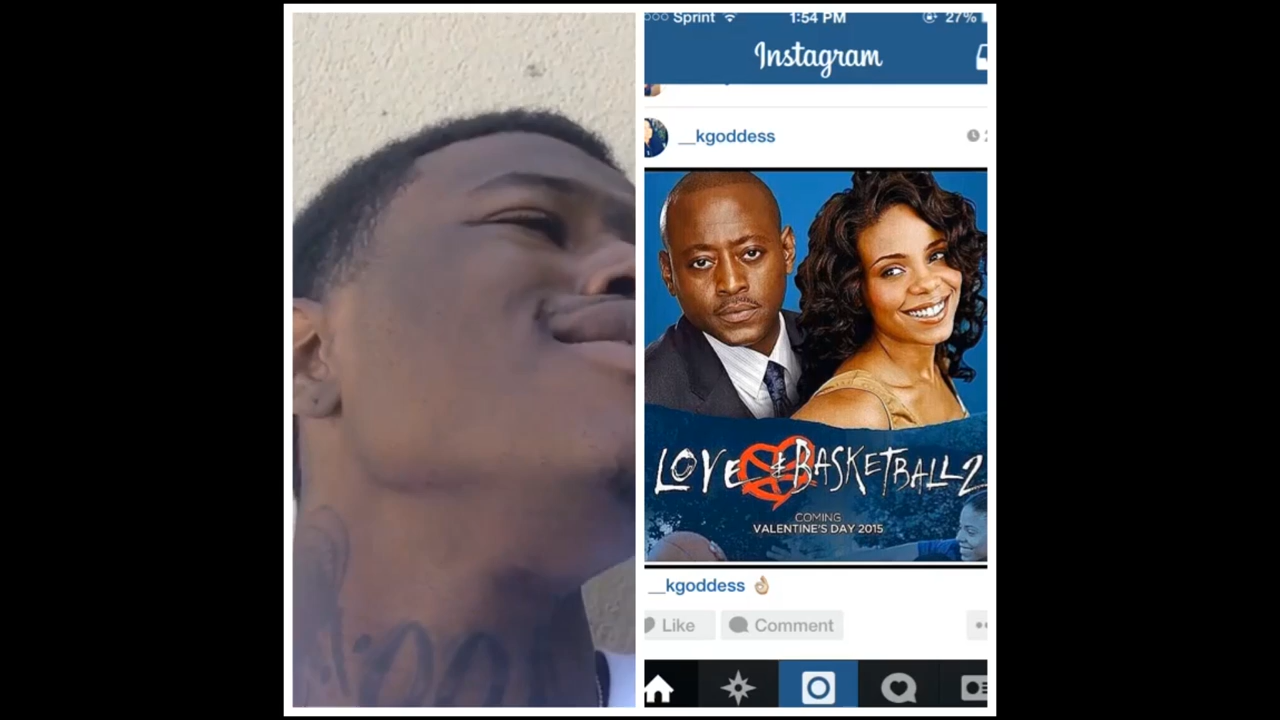 Sprint 1:54 PM 27%
Instagram
__kgoddess
LOVE & BASKETBALL 2
COMING
VALENTINE'S DAY 2015
__kgoddess 👌🏼
Like Comment